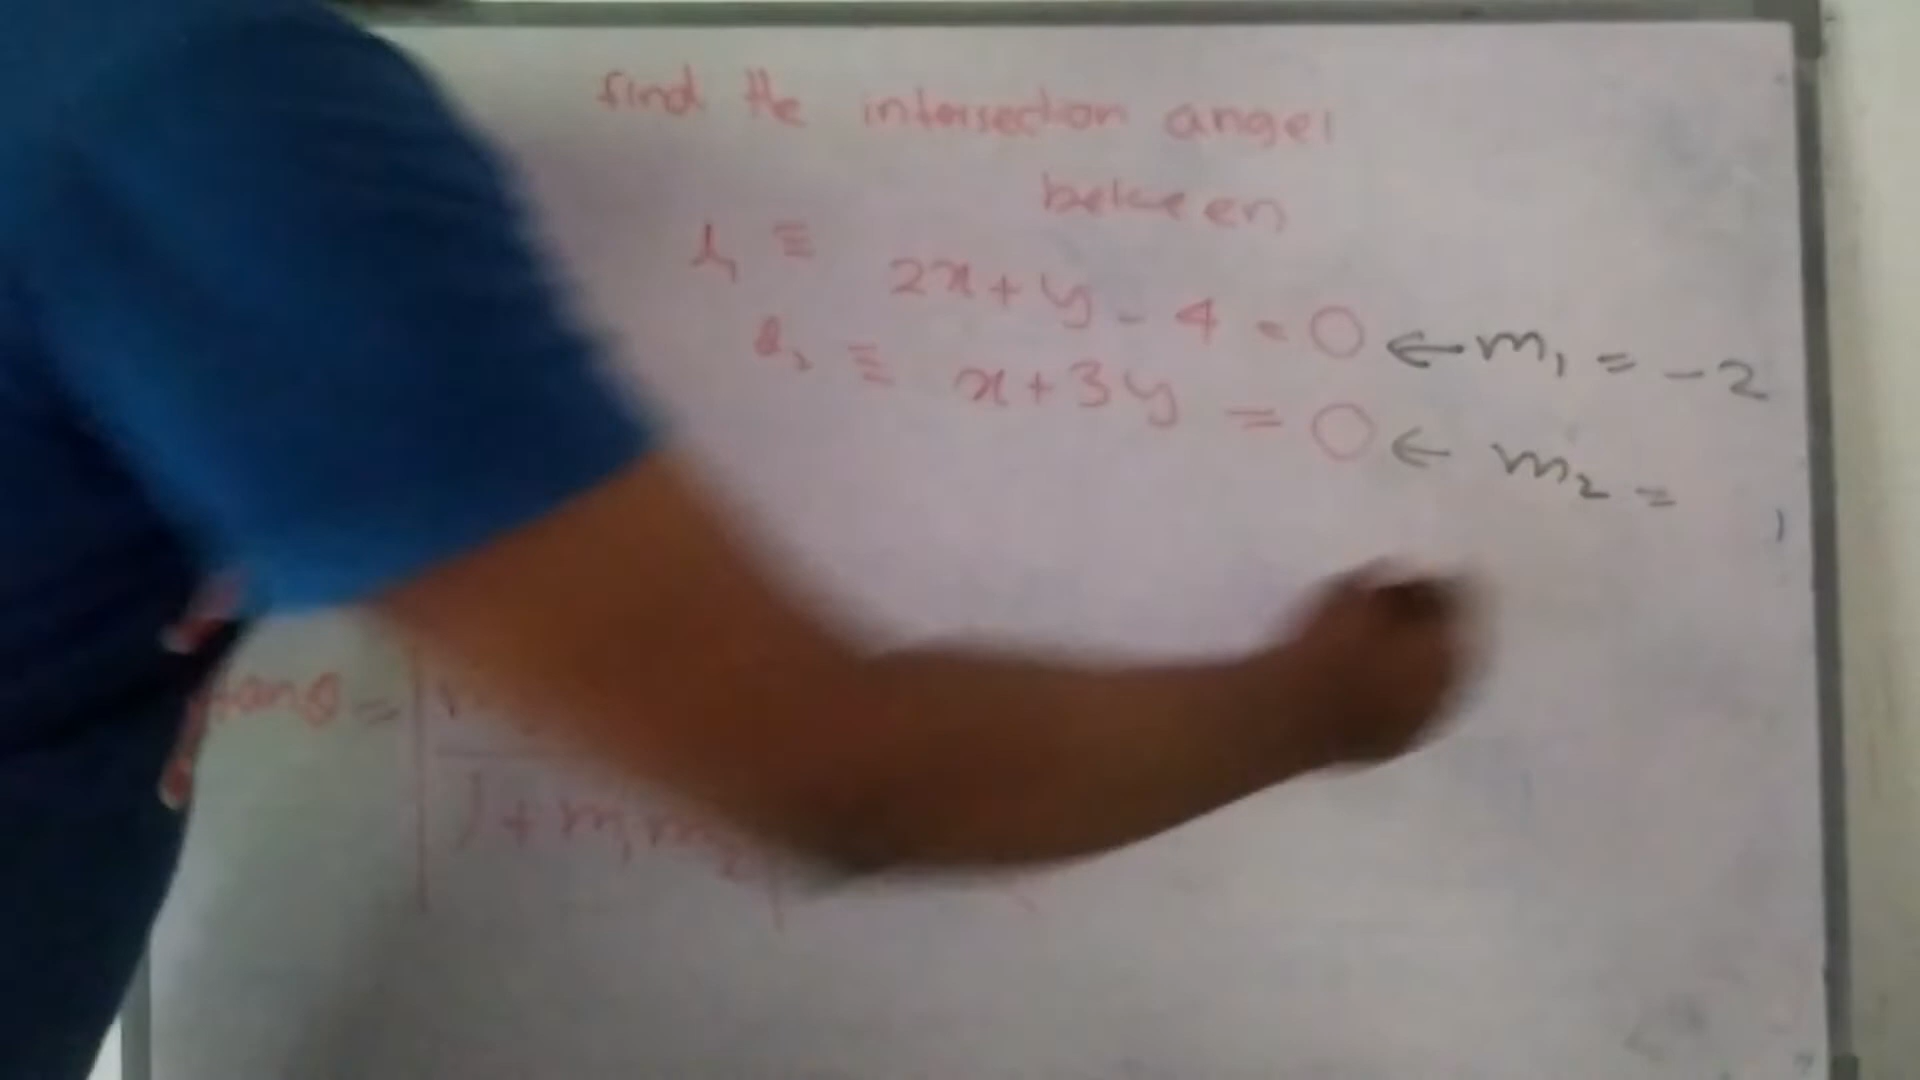 find the intersection angel
between
l₁ ≡ 2x + y - 4 = 0 ← m₁ = -2
l₂ ≡ x + 3y = 0 ← m₂ =
tanθ =
1 + m₁m₂